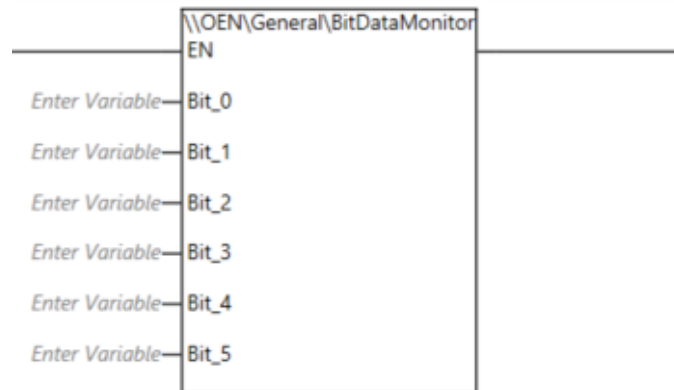 \\OEN\General\BitDataMonitor
EN
Enter Variable Bit_0
Enter Variable Bit_1
Enter Variable Bit_2
Enter Variable Bit_3
Enter Variable Bit_4
Enter Variable Bit_5